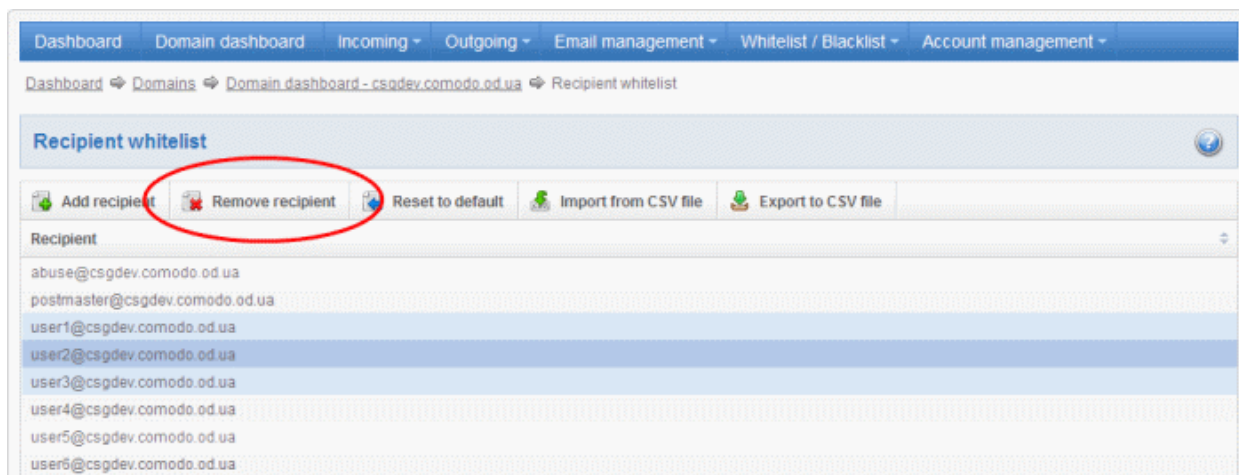 Dashboard Domain dashboard Incoming Outgoing Email management Whitelist / Blacklist Account management
Dashboard Domains Domain dashboard - csgdev.comodo.od.ua Recipient whitelist
Recipient whitelist
Add recipient Remove recipient Reset to default Import from CSV file Export to CSV file
Recipient
abuse@csgdev.comodo.od.ua
postmaster@csgdev.comodo.od.ua
user1@csgdev.comodo.od.ua
user2@csgdev.comodo.od.ua
user3@csgdev.comodo.od.ua
user4@csgdev.comodo.od.ua
user5@csgdev.comodo.od.ua
user6@csgdev.comodo.od.ua